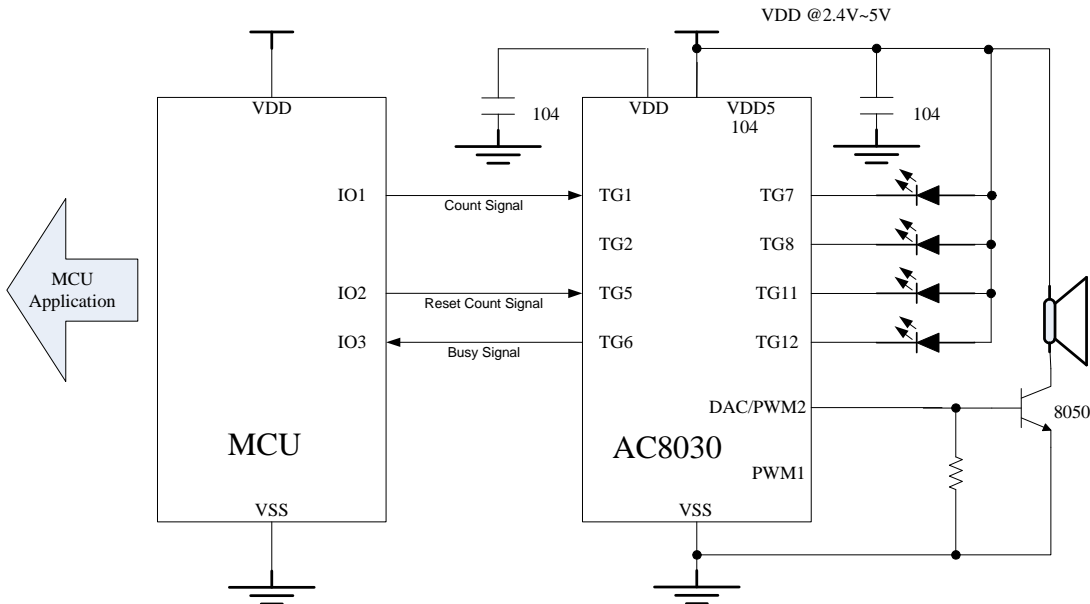 VDD @2.4V~5V
VDD
104
VDD
VDD5
104
104
IO1
Count Signal
TG1
TG7
TG2
TG8
MCU
Application
IO2
Reset Count Signal
TG5
TG11
IO3
Busy Signal
TG6
TG12
DAC/PWM2
8050
MCU
AC8030
PWM1
VSS
VSS